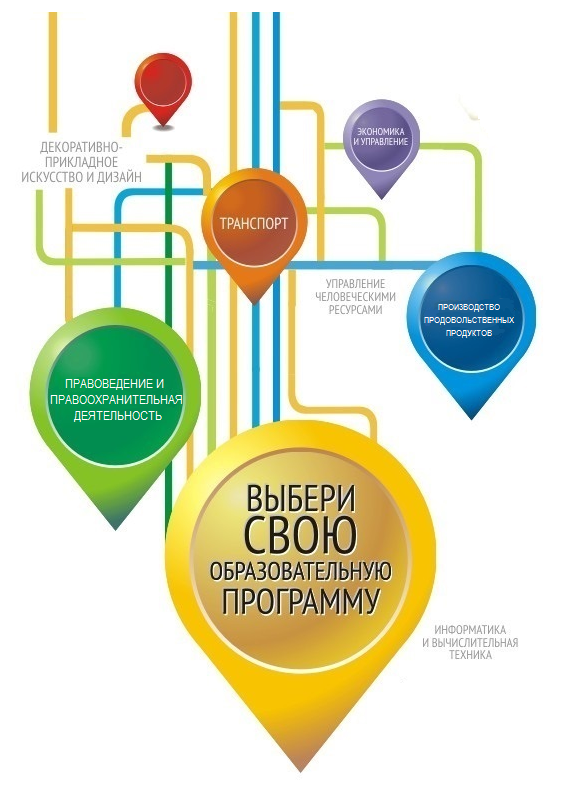 ЭКОНОМИКА
И УПРАВЛЕНИЕ
ДЕКОРАТИВНО-
ПРИКЛАДНОЕ
ИСКУССТВО И ДИЗАЙН
ТРАНСПОРТ
УПРАВЛЕНИЕ
ЧЕЛОВЕЧЕСКИМИ
РЕСУРСАМИ
ПРОИЗВОДСТВО
ПРОДОВОЛЬСТВЕННЫХ
ПРОДУКТОВ
ПРАВОВЕДЕНИЕ И
ПРАВООХРАНИТЕЛЬНАЯ
ДЕЯТЕЛЬНОСТЬ
ВЫБЕРИ
СВОЮ
ОБРАЗОВАТЕЛЬНУЮ
ПРОГРАММУ
ИНФОРМАТИКА
И ВЫЧИСЛИТЕЛЬНАЯ
ТЕХНИКА